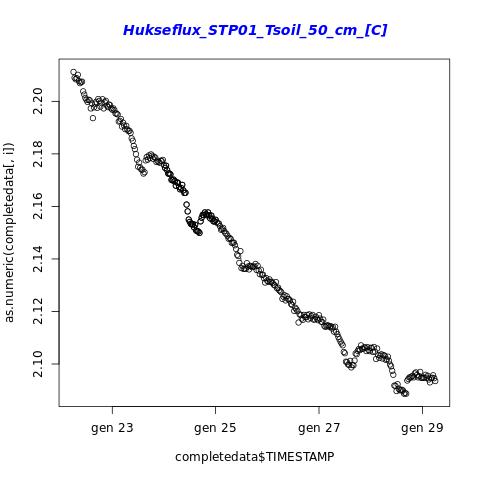 Hukseflux_STP01_Tsoil_50_cm_[C]
as.numeric(completedata[, i])
2.20
2.18
2.16
2.14
2.12
2.10
gen 23
gen 25
gen 27
gen 29
completedata$TIMESTAMP